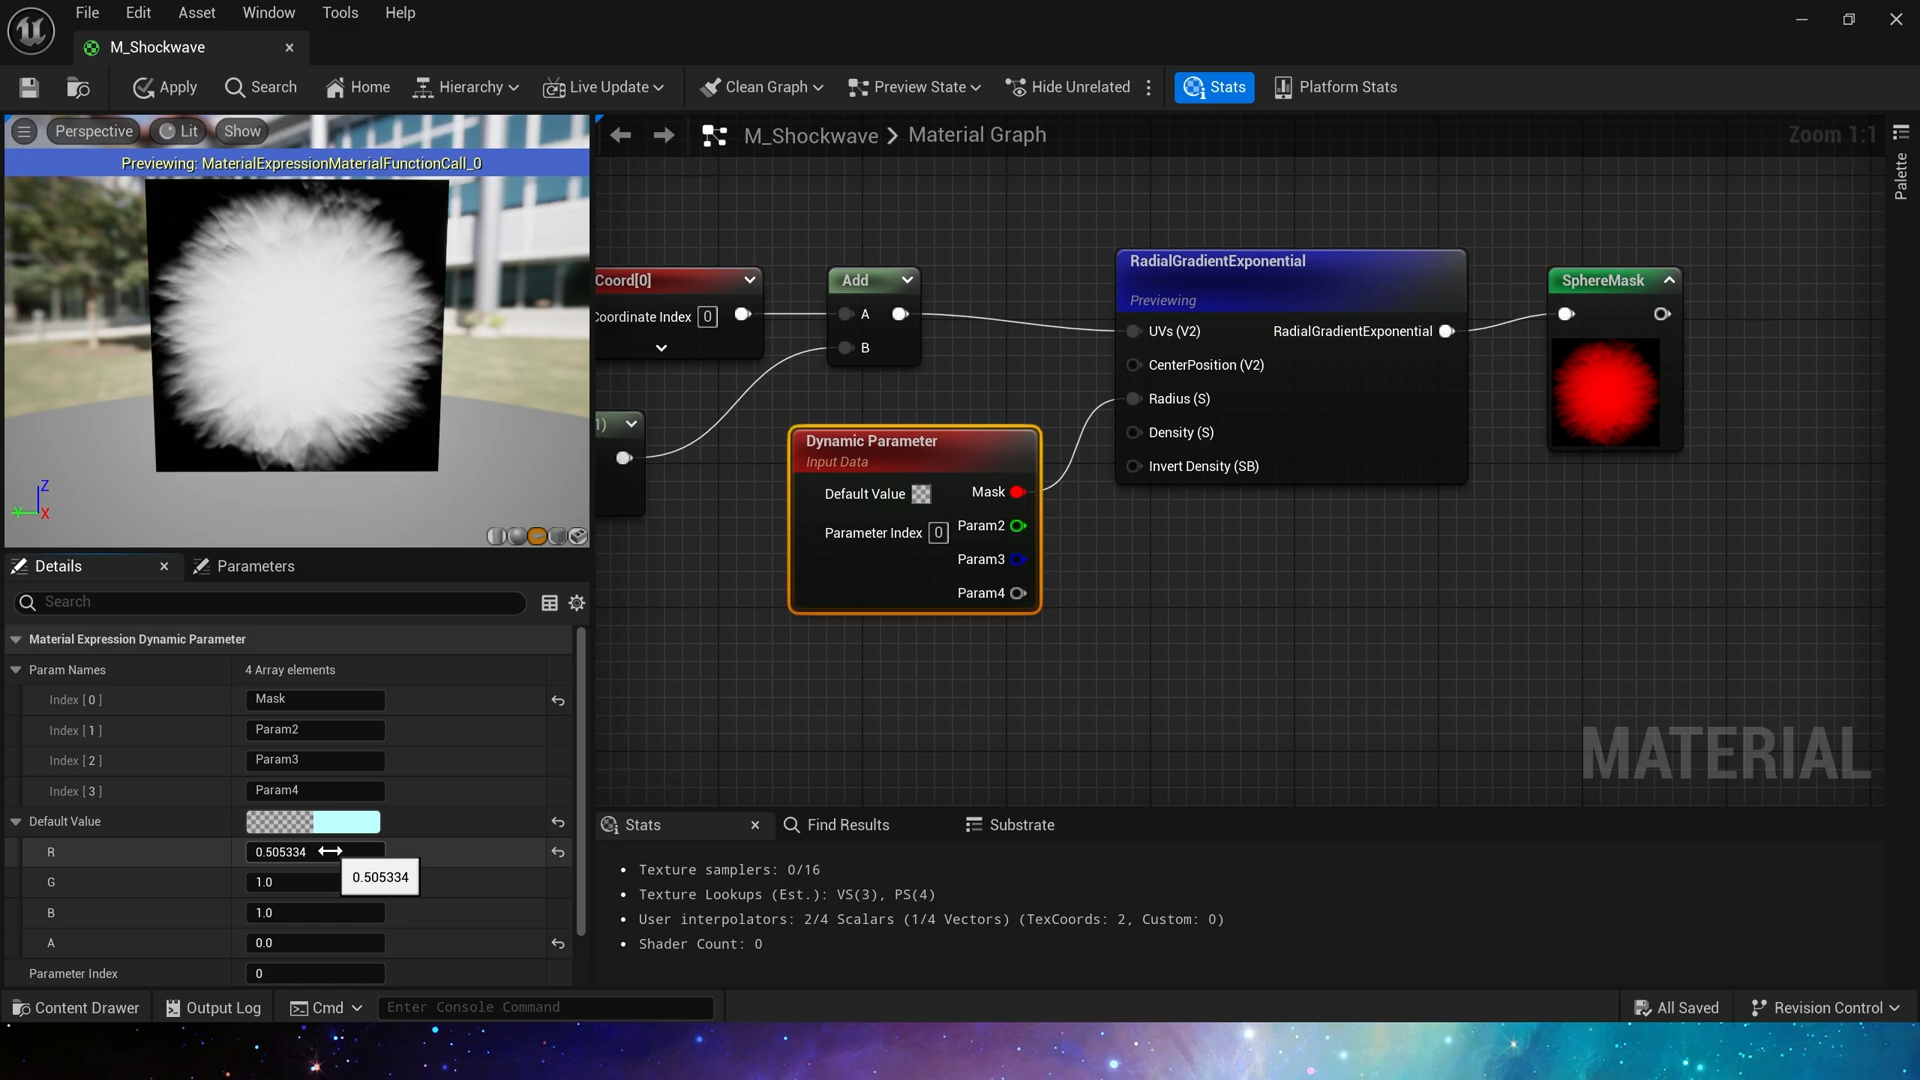 File Edit Asset Window Tools Help
M_Shockwave
Apply Search Home Hierarchy Live Update Clean Graph Preview State Hide Unrelated Stats Platform Stats
Perspective Lit Show
Previewing: MaterialExpressionMaterialFunctionCall_0
M_Shockwave Material Graph
Zoom 1:1
Palette
Coord[0]
Coordinate Index 0
Add
A
B
1)
RadialGradientExponential
Previewing
UVs (V2) RadialGradientExponential
CenterPosition (V2)
Radius (S)
Density (S)
Invert Density (SB)
SphereMask
Dynamic Parameter
Input Data
Default Value Mask
Parameter Index 0 Param2
Param3
Param4
MATERIAL
Z
Y X
Details Parameters
Search
Material Expression Dynamic Parameter
Param Names 4 Array elements
Index [ 0 ] Mask
Index [ 1 ] Param2
Index [ 2 ] Param3
Index [ 3 ] Param4
Default Value
R 0.505334
0.505334
G 1.0
B 1.0
A 0.0
Parameter Index 0
Stats Find Results Substrate
Texture samplers: 0/16
Texture Lookups (Est.): VS(3), PS(4)
User interpolators: 2/4 Scalars (1/4 Vectors) (TexCoords: 2, Custom: 0)
Shader Count: 0
Content Drawer Output Log Cmd Enter Console Command All Saved Revision Control